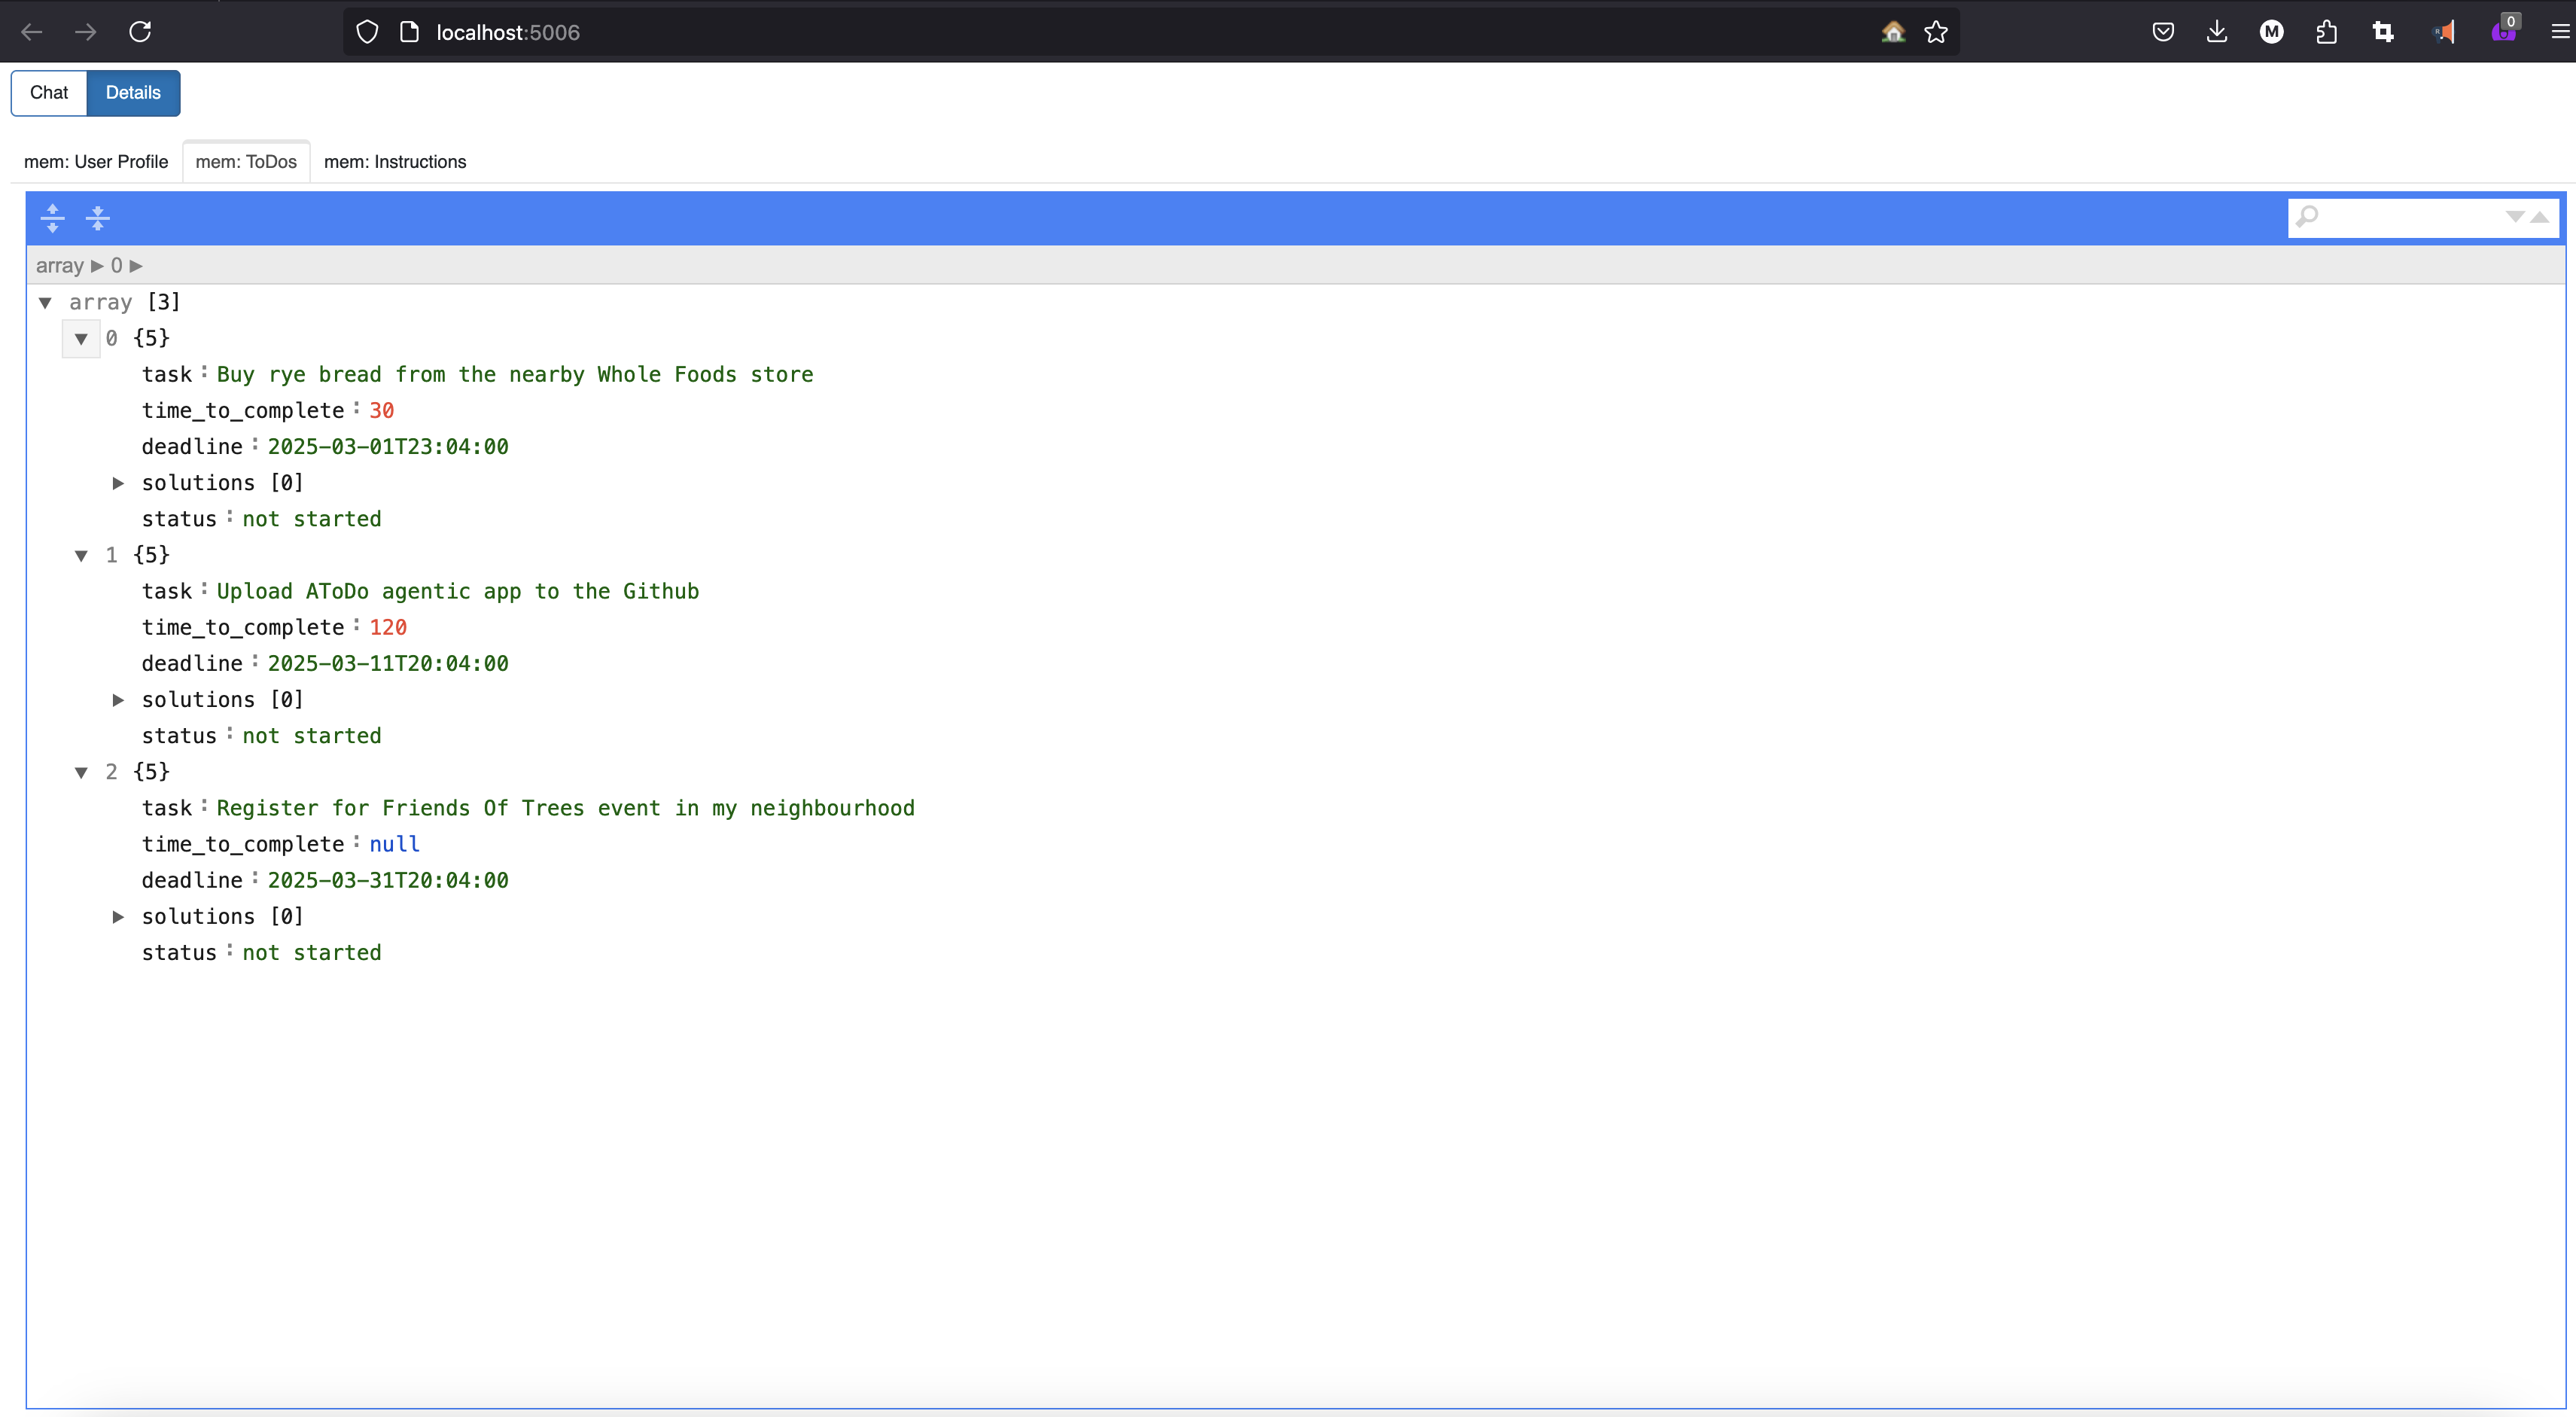 localhost:5006
0
Chat Details
mem: User Profile mem: ToDos mem: Instructions
array ▶ 0 ▶
▼ array [3]
▼ 0 {5}
task : Buy rye bread from the nearby Whole Foods store
time_to_complete : 30
deadline : 2025-03-01T23:04:00
▶ solutions [0]
status : not started
▼ 1 {5}
task : Upload AToDo agentic app to the Github
time_to_complete : 120
deadline : 2025-03-11T20:04:00
▶ solutions [0]
status : not started
▼ 2 {5}
task : Register for Friends Of Trees event in my neighbourhood
time_to_complete : null
deadline : 2025-03-31T20:04:00
▶ solutions [0]
status : not started